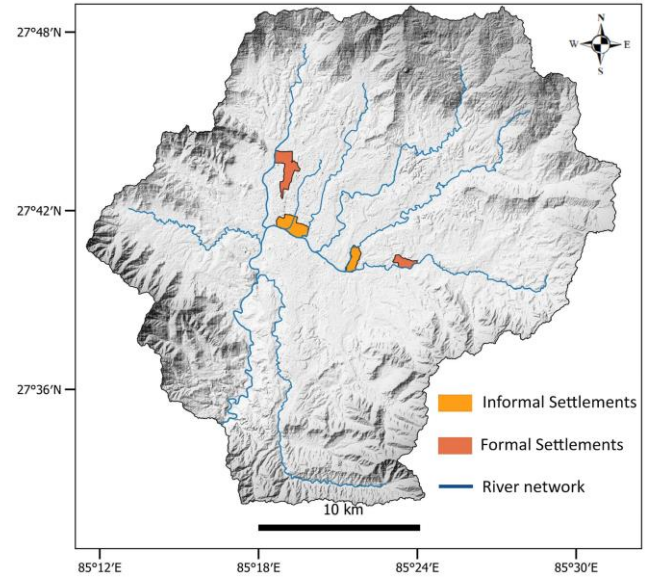 27°48'N
N
W E
S
27°42'N
27°36'N
Informal Settlements
Formal Settlements
River network
10 km
85°12'E
85°18'E
85°24'E
85°30'E